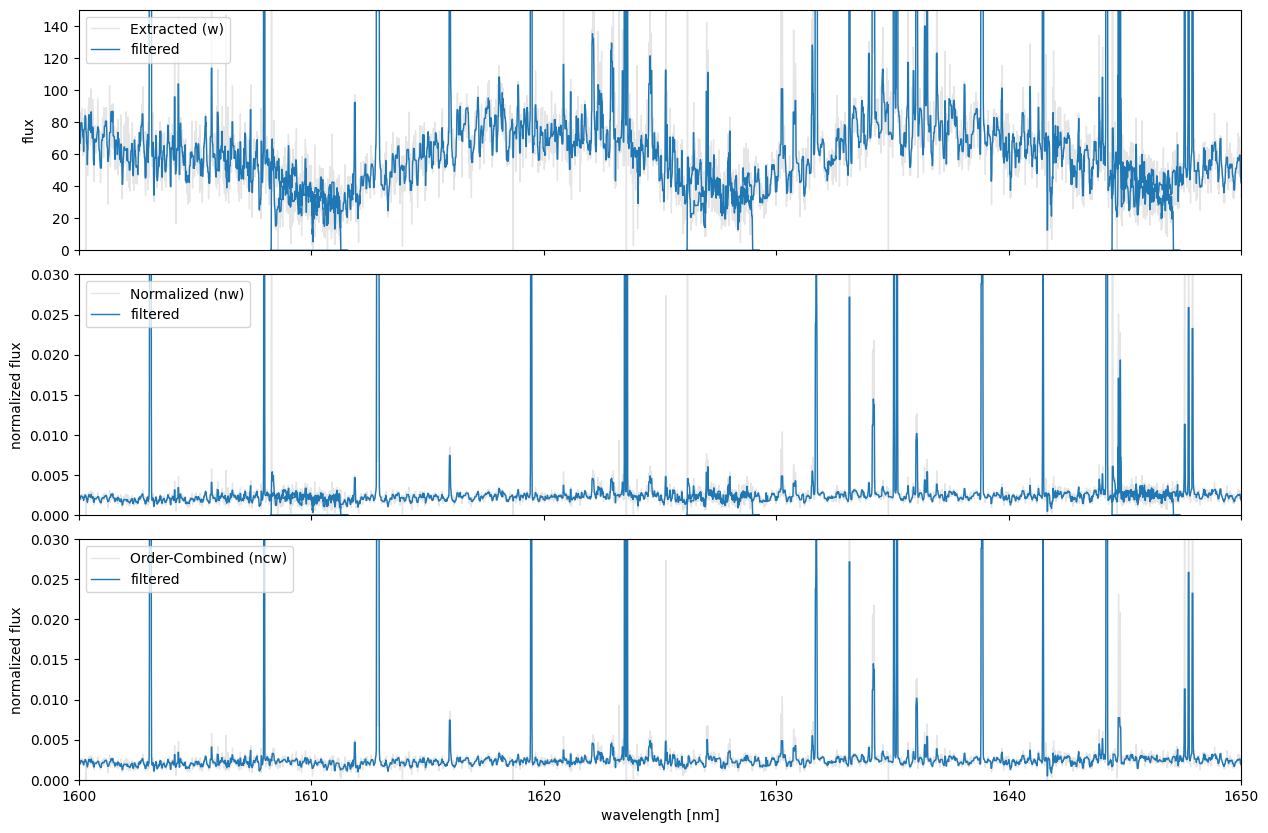 140
120
100
80
60
40
20
0
flux
Extracted (w)
filtered
0.030
0.025
0.020
0.015
0.010
0.005
0.000
normalized flux
Normalized (nw)
filtered
0.030
0.025
0.020
0.015
0.010
0.005
0.000
normalized flux
Order-Combined (ncw)
filtered
1600 1610 1620 1630 1640 1650
wavelength [nm]